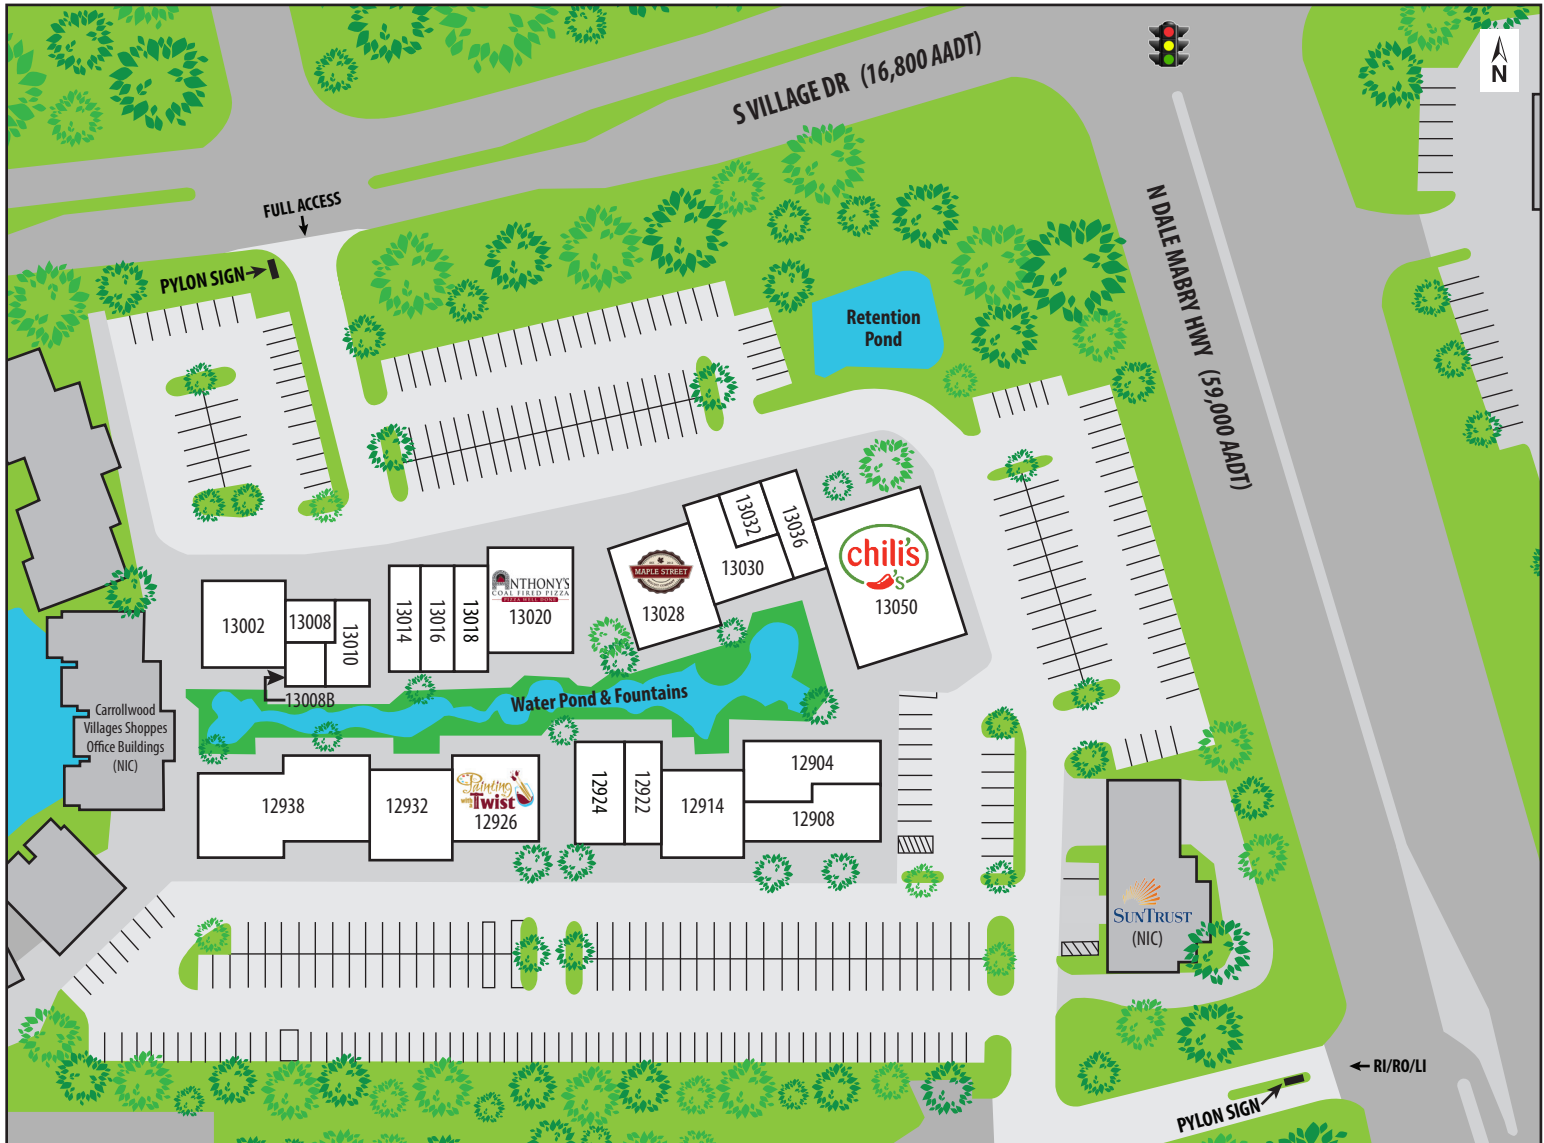 S VILLAGE DR (16,800 AADT)
N
FULL ACCESS
PYLON SIGN
N DALE MABRY HWY (59,000 AADT)
Retention
Pond
13032
13036
13030
chili's
's
13050
MAPLE STREET
13028
ANTHONY'S
COAL FIRED PIZZA
PIZZA WELL DONE
13020
13014
13016
13018
13002
13008
13010
13008B
Water Pond & Fountains
Carrollwood
Villages Shoppes
Office Buildings
(NIC)
12938
12932
Painting
with a
Twist
12926
12924
12922
12914
12904
12908
SUNTRUST
(NIC)
RI/RO/LI
PYLON SIGN